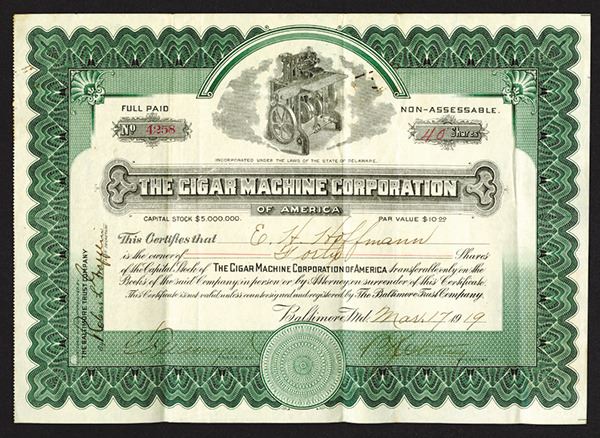 FULL PAID
NON-ASSESSABLE.
No 4258
40 Shares
INCORPORATED UNDER THE LAWS OF THE STATE OF DELAWARE.
THE CIGAR MACHINE CORPORATION
OF AMERICA
CAPITAL STOCK $5.000.000.
PAR VALUE $10.00
This Certifies that E. H. Hoffmann
is the owner of Forty Shares
of the Capital Stock of THE CIGAR MACHINE CORPORATION OF AMERICA transferable only on the
Books of the said Company in person or by Attorney on surrender of this Certificate.
This Certificate is not valid unless countersigned and registered by The Baltimore Trust Company.
Baltimore, Md. Mar. 17 1919
THE BALTIMORE TRUST COMPANY